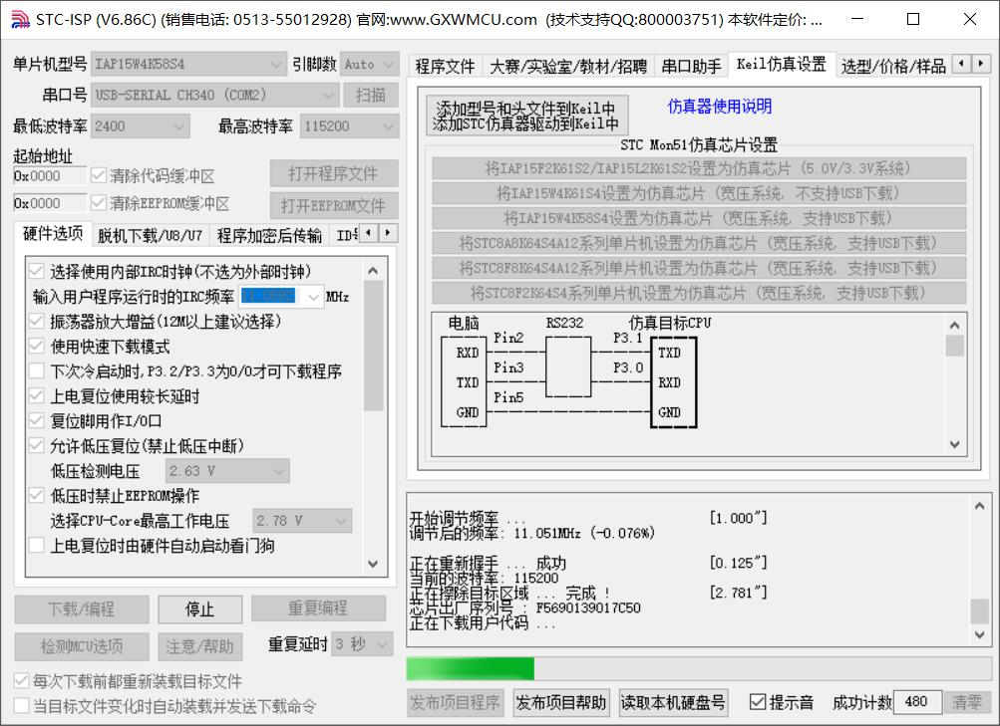 STC-ISP (V6.86C) (销售电话: 0513-55012928) 官网:www.GXWMCU.com (技术支持QQ:800003751) 本软件定价: ...
单片机型号 IAP15W4K58S4 引脚数 Auto
串口号 USB-SERIAL CH340 (COM2) 扫描
最低波特率 2400 最高波特率 115200
起始地址
0x0000 清除代码缓冲区 打开程序文件
0x0000 清除EEPROM缓冲区 打开EEPROM文件
硬件选项 脱机下载/U8/U7 程序加密后传输
选择使用内部IRC时钟(不选为外部时钟)
输入用户程序运行时的IRC频率 11.0592 MHz
振荡器放大增益(12M以上建议选择)
使用快速下载模式
下次冷启动时,P3.2/P3.3为0/0才可下载程序
上电复位使用较长延时
复位脚用作I/O口
允许低压复位(禁止低压中断)
低压检测电压 2.63 V
低压时禁止EEPROM操作
选择CPU-Core最高工作电压 2.78 V
上电复位时由硬件自动启动看门狗
下载/编程 停止 重复编程
检测MCU选项 注意/帮助 重复延时 3 秒
每次下载前都重新装载目标文件
当目标文件变化时自动装载并发送下载命令
程序文件 大赛/实验室/教材/招聘 串口助手 Keil仿真设置 选型/价格/样品
添加型号和头文件到Keil中
添加STC仿真器驱动到Keil中
仿真器使用说明
STC Mon51仿真芯片设置
将IAP15F2K61S2/IAP15L2K61S2设置为仿真芯片 (5.0V/3.3V系统)
将IAP15W4K61S4设置为仿真芯片 (宽压系统, 不支持USB下载)
将IAP15W4K58S4设置为仿真芯片 (宽压系统, 支持USB下载)
将STC8A8K64S4A12系列单片机设置为仿真芯片 (宽压系统, 支持USB下载)
将STC8F8K64S4A12系列单片机设置为仿真芯片 (宽压系统, 支持USB下载)
将STC8F2K64S4系列单片机设置为仿真芯片 (宽压系统, 支持USB下载)
电脑 RS232 仿真目标CPU
Pin2 P3.1
RXD TXD
Pin3 P3.0
TXD RXD
Pin5
GND GND
开始调节频率 ... [1.000"]
调节后的频率: 11.051MHz (-0.076%)
正在重新握手 ... 成功 [0.125"]
当前的波特率: 115200
正在擦除目标区域 ... 完成 ! [2.781"]
芯片出厂序列号 : F5690139017C50
正在下载用户代码 ...
发布项目程序 发布项目帮助 读取本机硬盘号 提示音 成功计数 480 清零